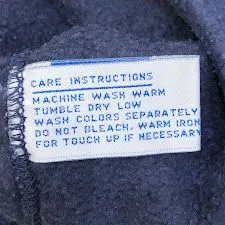 CARE INSTRUCTIONS
MACHINE WASH WARM
TUMBLE DRY LOW
WASH COLORS SEPARATELY
DO NOT BLEACH. WARM IRON
FOR TOUCH UP IF NECESSARY